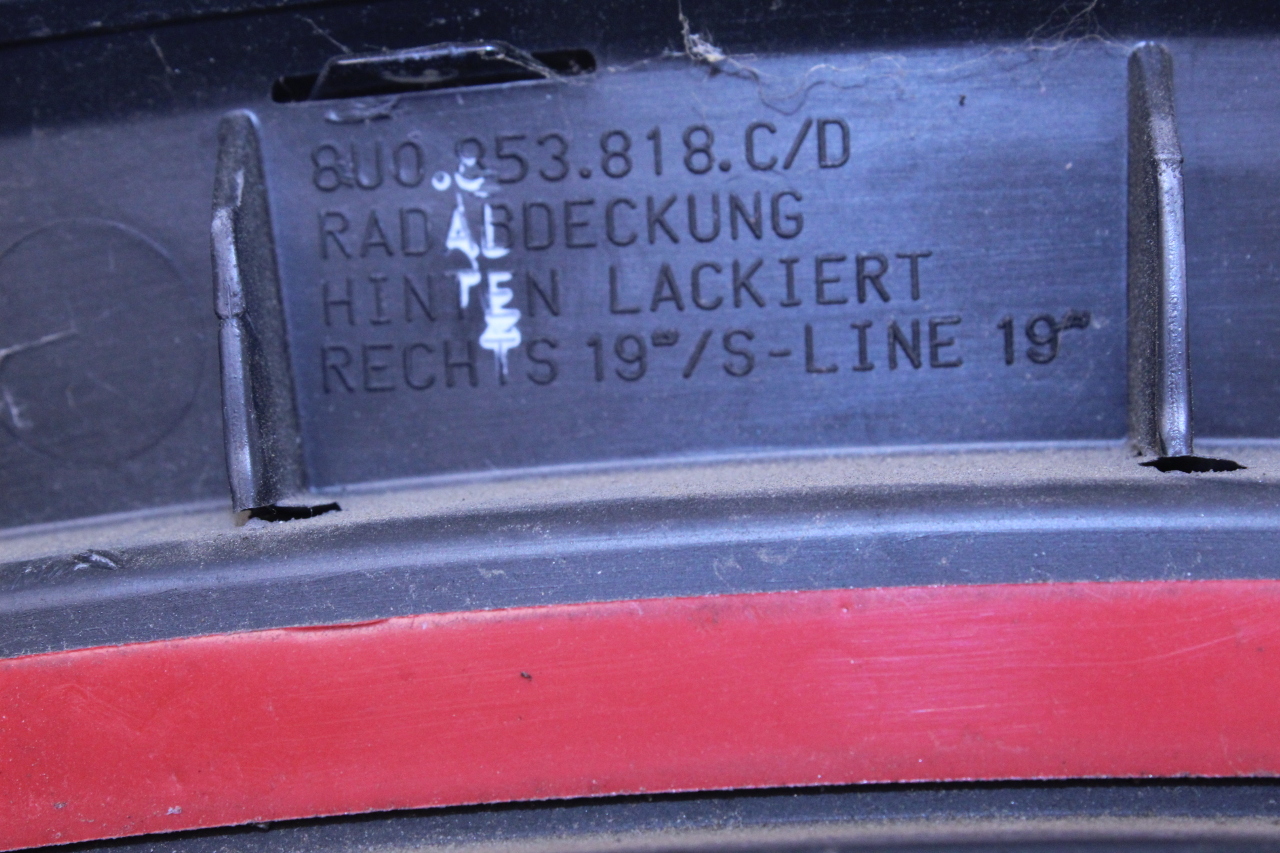 8U0.853.818.C/D
RADABDECKUNG
HINTEN LACKIERT
RECHTS 19"/S-LINE 19"